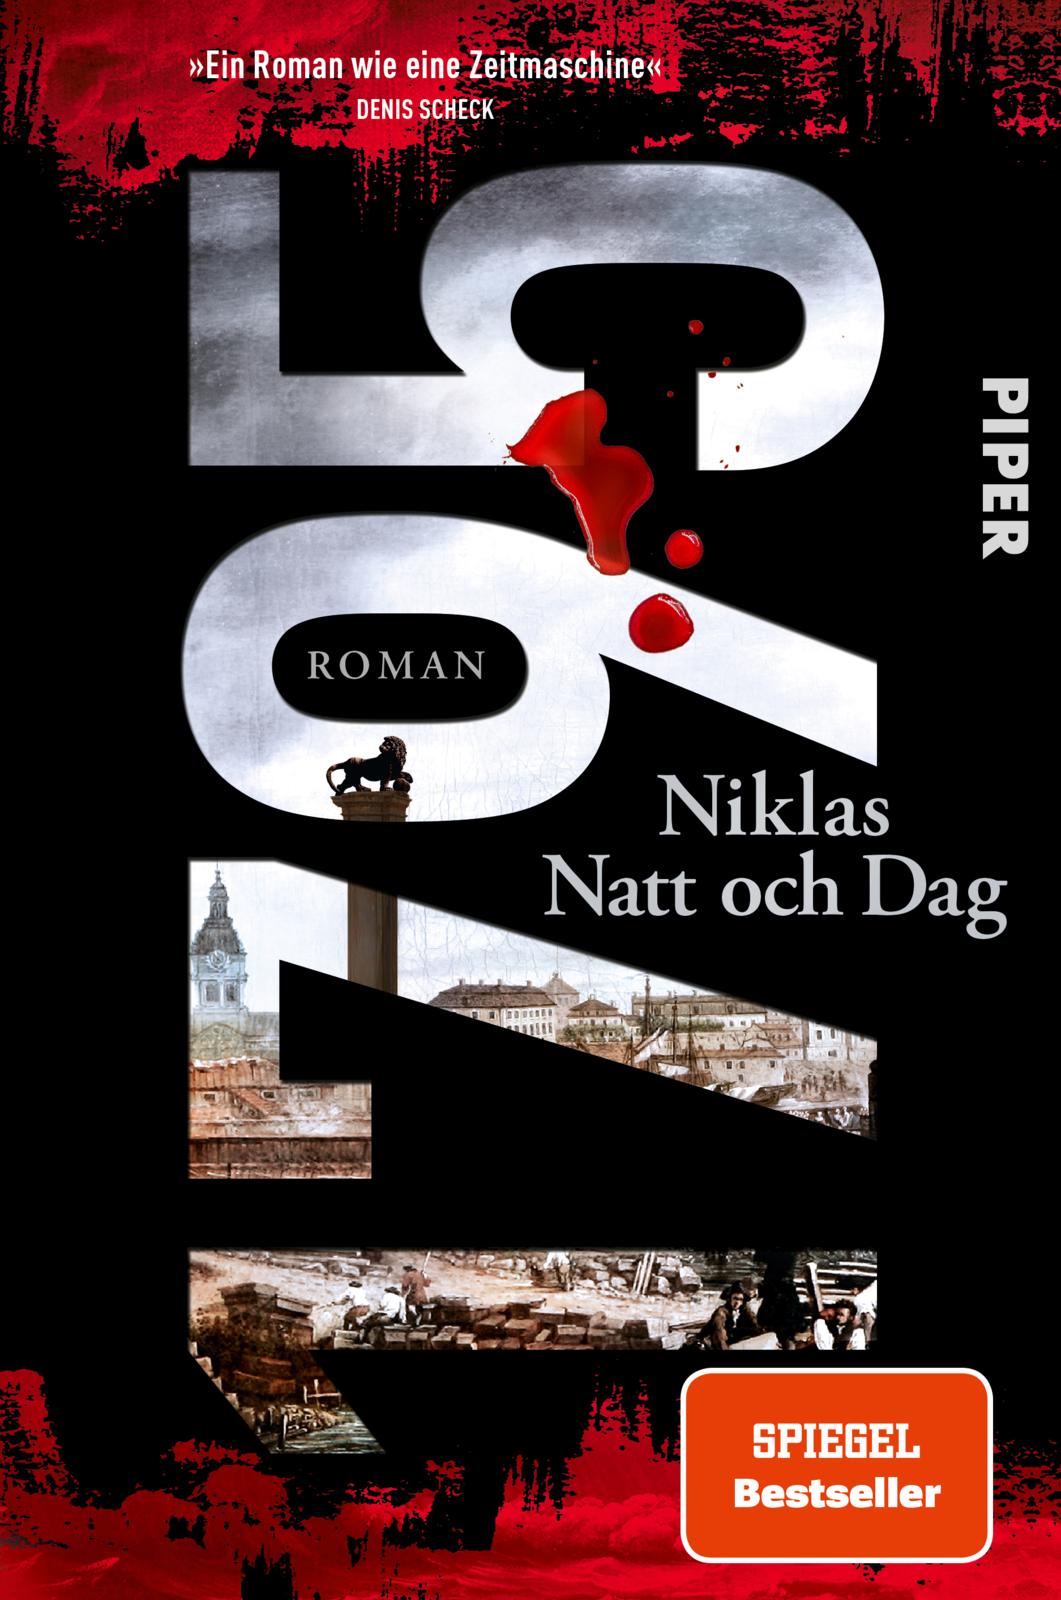 »Ein Roman wie eine Zeitmaschine«
DENIS SCHECK
1795
ROMAN
PIPER
Niklas
Natt och Dag
SPIEGEL
Bestseller